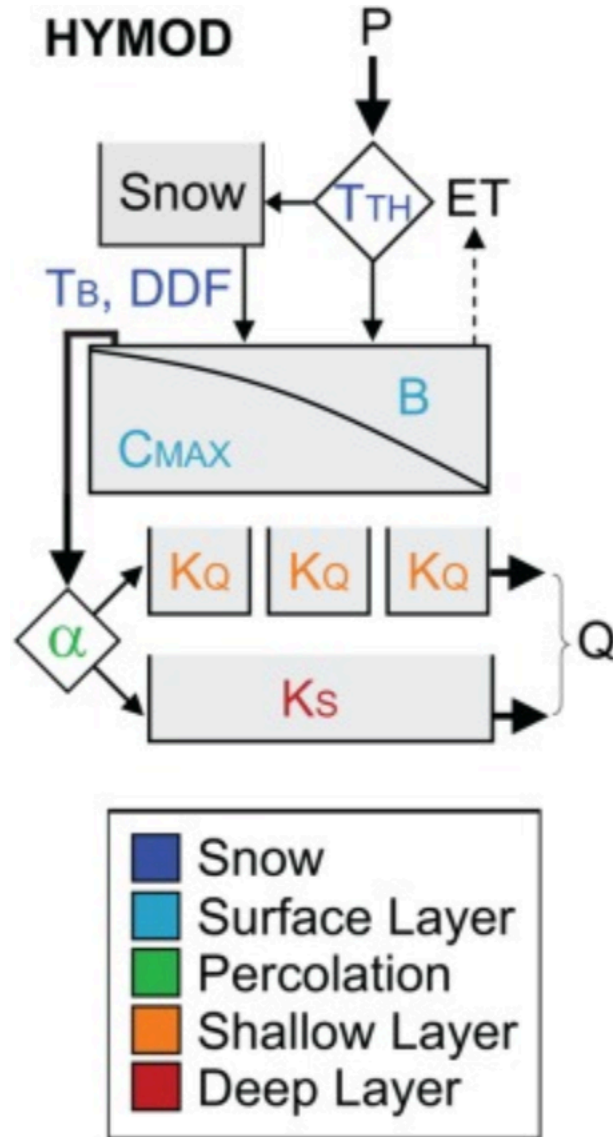 HYMOD
P
Snow
TTH
ET
TB, DDF
B
CMAX
KQ KQ KQ
α
Q
KS
Snow
Surface Layer
Percolation
Shallow Layer
Deep Layer